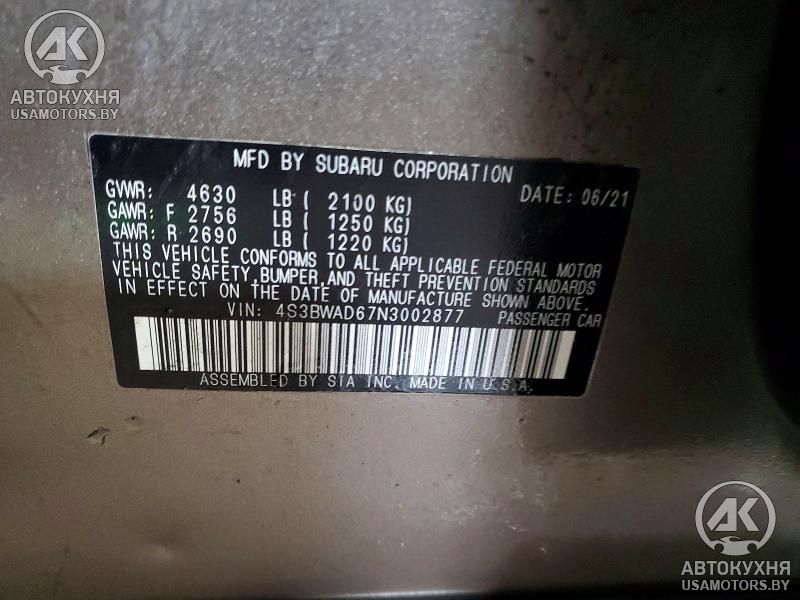 AK
АВТОКУХНЯ
USAMOTORS.BY
MFD BY SUBARU CORPORATION
GVWR: 4630 LB ( 2100 KG) DATE: 06/21
GAWR: F 2756 LB ( 1250 KG)
GAWR: R 2690 LB ( 1220 KG)
THIS VEHICLE CONFORMS TO ALL APPLICABLE FEDERAL MOTOR
VEHICLE SAFETY, BUMPER, AND THEFT PREVENTION STANDARDS
IN EFFECT ON THE DATE OF MANUFACTURE SHOWN ABOVE.
VIN: 4S3BWAD67N3002877 PASSENGER CAR
ASSEMBLED BY SIA INC. MADE IN U.S.A.
AK
АВТОКУХНЯ
USAMOTORS.BY